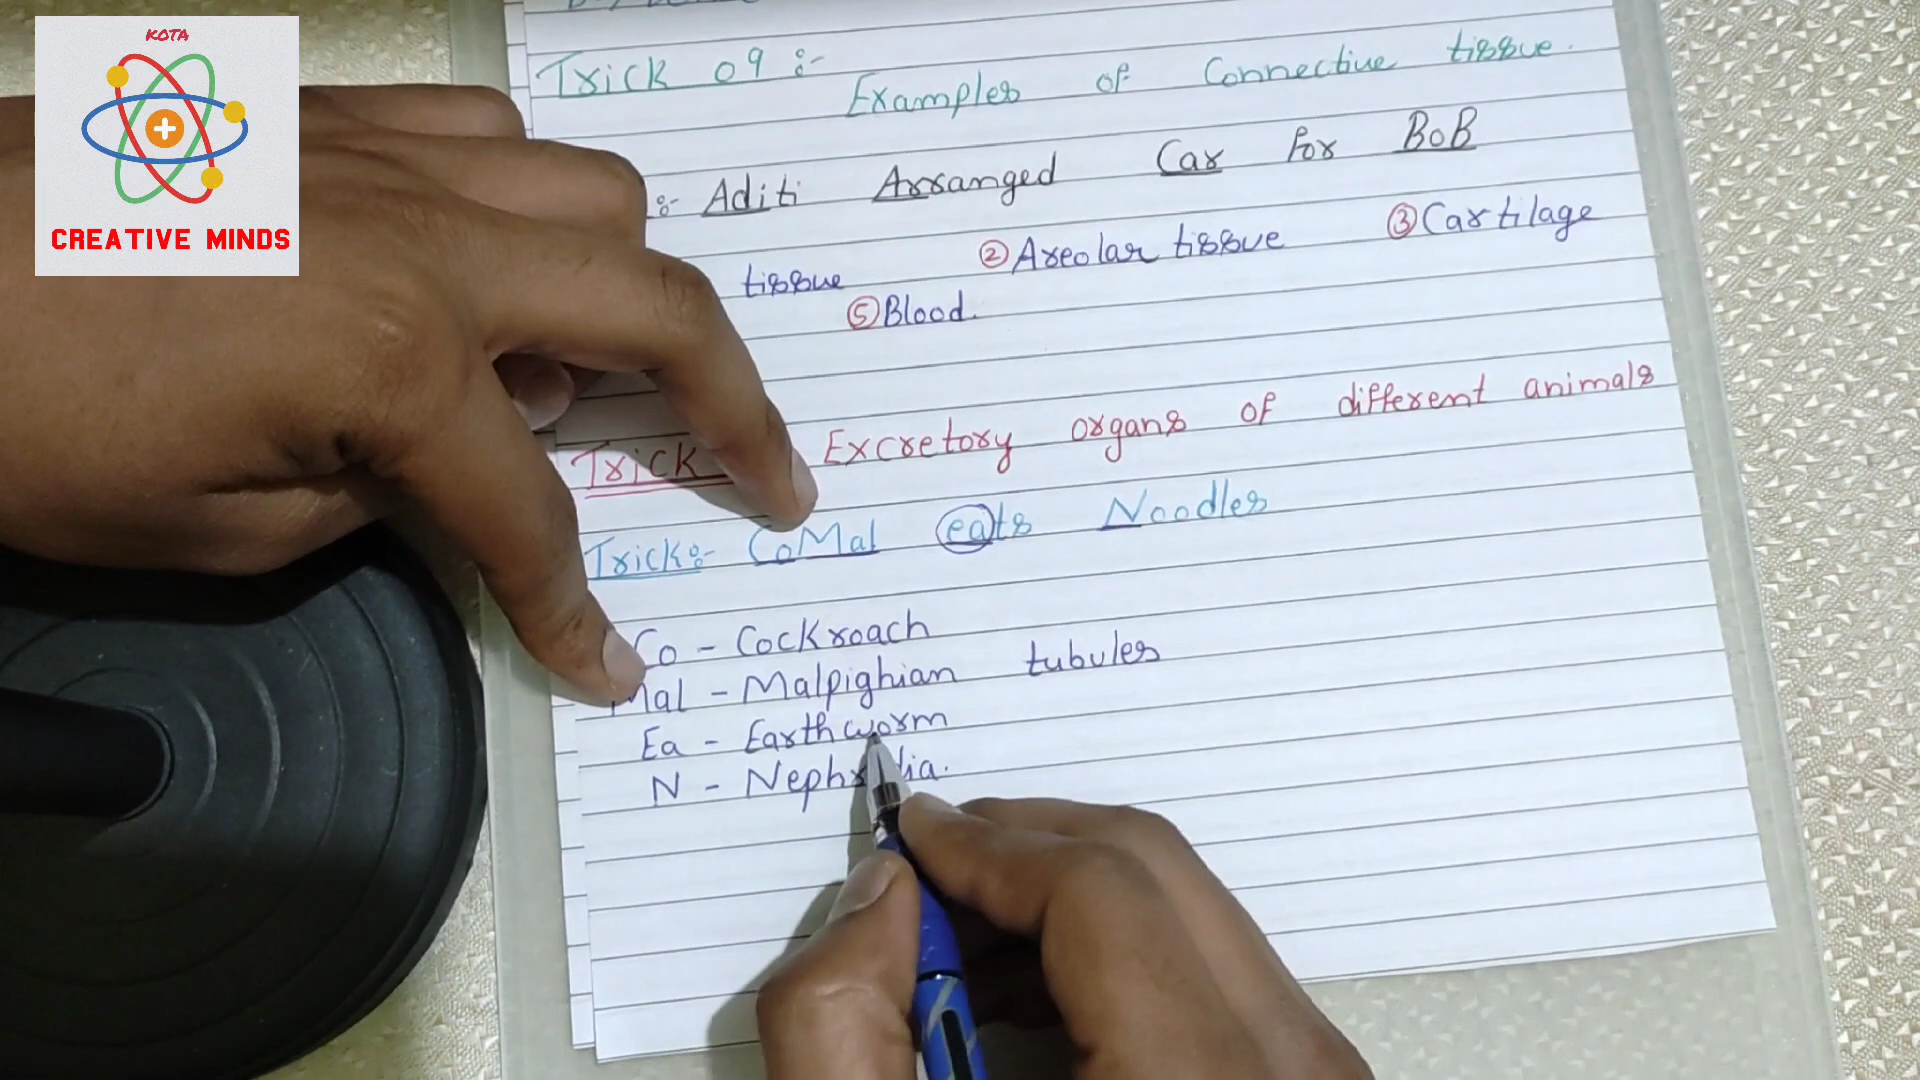 KOTA
CREATIVE MINDS
Trick 09 :-
Examples of Connective tissue.
:- Aditi Arranged Car for BoB
tissue ② Areolar tissue ③ Cartilage
⑤ Blood.
Trick Excretory organs of different animals
Trick:- CoMal eats Noodles
Co - Cockroach
Mal - Malpighian tubules
Ea - Earthworm
N - Nephridia.